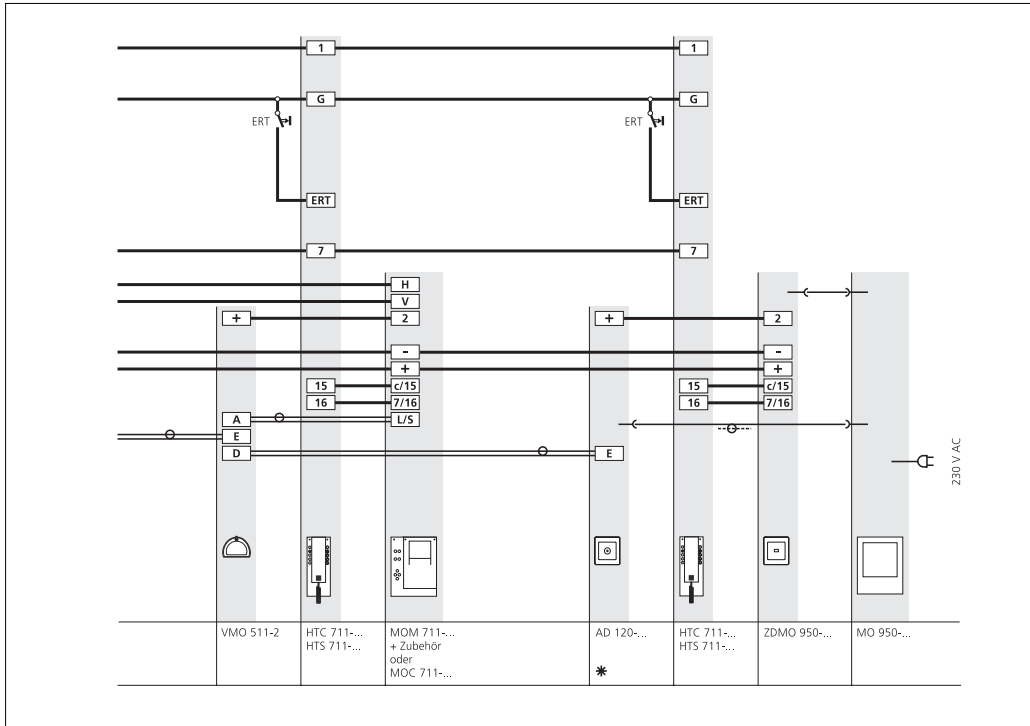 1 1
G G
ERT ERT
ERT ERT
7 7
H
V
+ 2 + 2
- -
+ +
15 c/15 15 c/15
16 7/16 16 7/16
A L/S
E
D E
230 V AC
VMO 511-2
HTC 711-...
HTS 711-...
MOM 711-...
+ Zubehör
oder
MOC 711-...
AD 120-...
*
HTC 711-...
HTS 711-...
ZDMO 950-...
MO 950-...